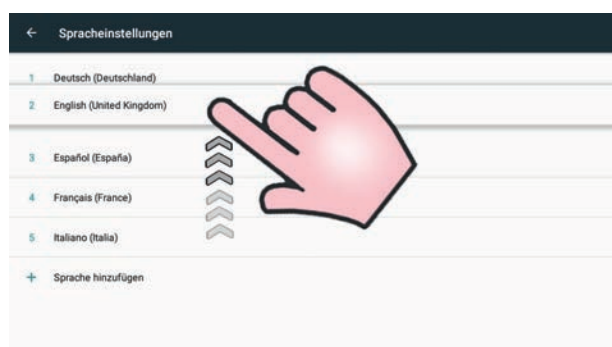 Spracheinstellungen
1 Deutsch (Deutschland)
2 English (United Kingdom)
3 Español (España)
4 Français (France)
5 Italiano (Italia)
+ Sprache hinzufügen